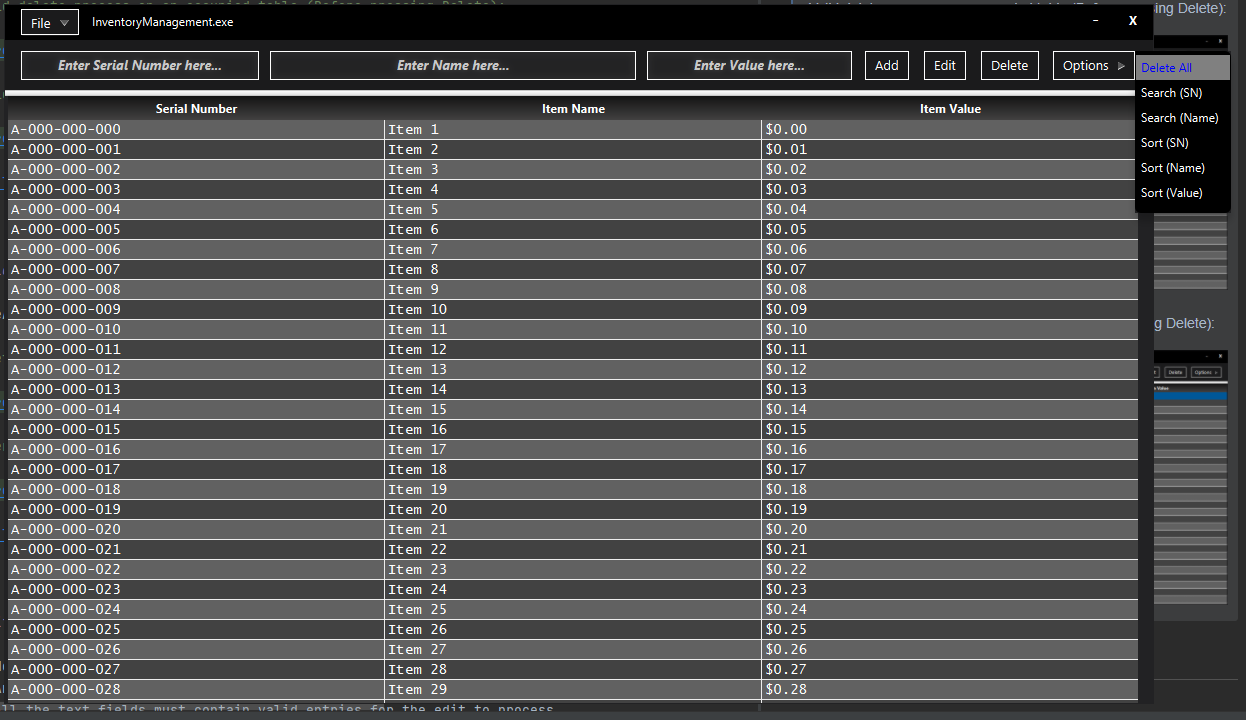 sing Delete):
File
InventoryManagement.exe
-
X
Enter Serial Number here...
Enter Name here...
Enter Value here...
Add
Edit
Delete
Options
Delete All
Search (SN)
Search (Name)
Sort (SN)
Sort (Name)
Sort (Value)
Serial Number Item Name Item Value
A-000-000-000 Item 1 $0.00
A-000-000-001 Item 2 $0.01
A-000-000-002 Item 3 $0.02
A-000-000-003 Item 4 $0.03
A-000-000-004 Item 5 $0.04
A-000-000-005 Item 6 $0.05
A-000-000-006 Item 7 $0.06
A-000-000-007 Item 8 $0.07
A-000-000-008 Item 9 $0.08
A-000-000-009 Item 10 $0.09
A-000-000-010 Item 11 $0.10
A-000-000-011 Item 12 $0.11
A-000-000-012 Item 13 $0.12
A-000-000-013 Item 14 $0.13
A-000-000-014 Item 15 $0.14
A-000-000-015 Item 16 $0.15
A-000-000-016 Item 17 $0.16
A-000-000-017 Item 18 $0.17
A-000-000-018 Item 19 $0.18
A-000-000-019 Item 20 $0.19
A-000-000-020 Item 21 $0.20
A-000-000-021 Item 22 $0.21
A-000-000-022 Item 23 $0.22
A-000-000-023 Item 24 $0.23
A-000-000-024 Item 25 $0.24
A-000-000-025 Item 26 $0.25
A-000-000-026 Item 27 $0.26
A-000-000-027 Item 28 $0.27
A-000-000-028 Item 29 $0.28
g Delete):
Delete
Options
Value
ll the text fields must contain valid entries for the edit to process